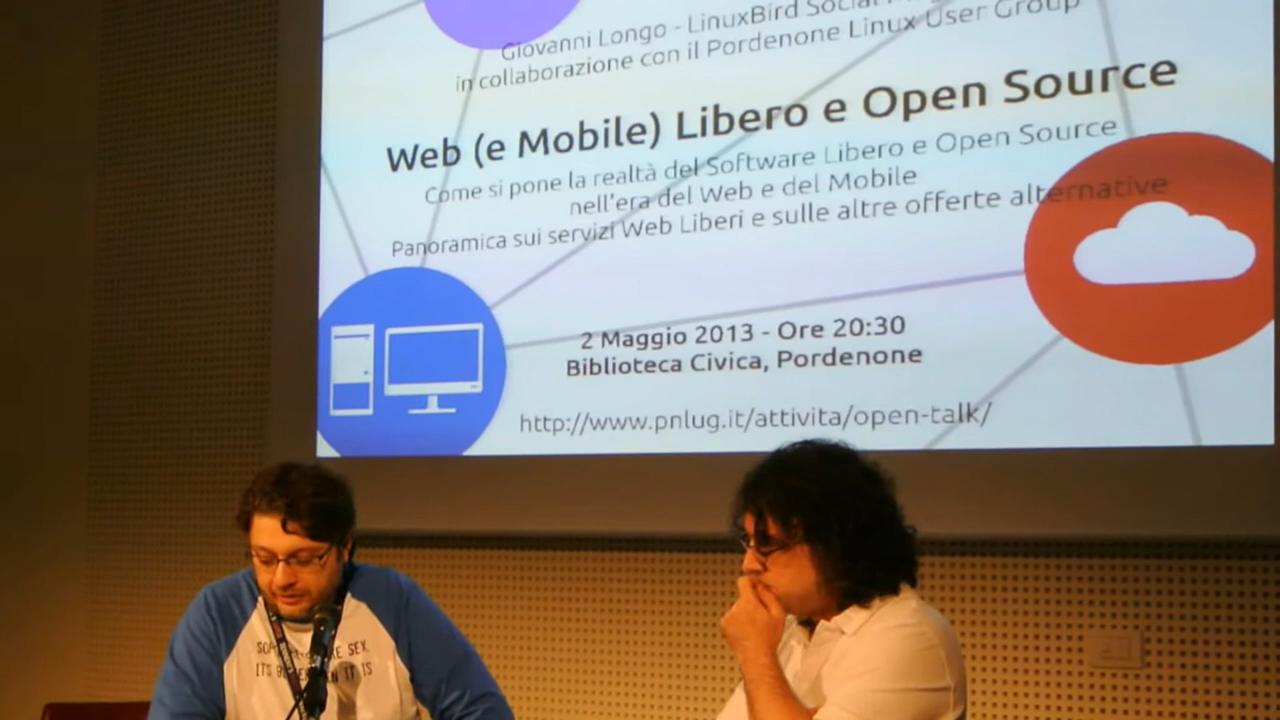 Giovanni Longo - LinuxBird Social
in collaborazione con il Pordenone Linux User Group
Web (e Mobile) Libero e Open Source
Come si pone la realtà del Software Libero e Open Source
nell'era del Web e del Mobile
Panoramica sui servizi Web Liberi e sulle altre offerte alternative
2 Maggio 2013 - Ore 20:30
Biblioteca Civica, Pordenone
http://www.pnlug.it/attivita/open-talk/
SEX
IT IS